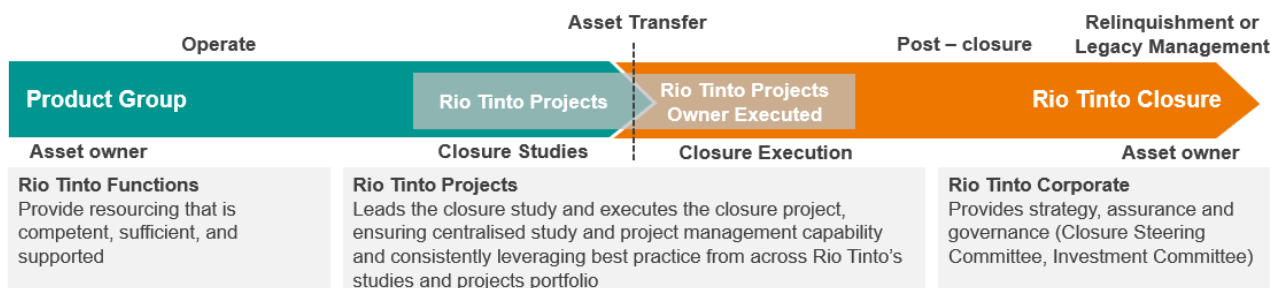 Asset Transfer
Relinquishment or
Legacy Management
Operate
Post – closure
Product Group
Rio Tinto Projects
Rio Tinto Projects
Owner Executed
Rio Tinto Closure
Asset owner
Closure Studies
Closure Execution
Asset owner
Rio Tinto Functions
Provide resourcing that is
competent, sufficient, and
supported
Rio Tinto Projects
Leads the closure study and executes the closure project,
ensuring centralised study and project management capability
and consistently leveraging best practice from across Rio Tinto's
studies and projects portfolio
Rio Tinto Corporate
Provides strategy, assurance and
governance (Closure Steering
Committee, Investment Committee)